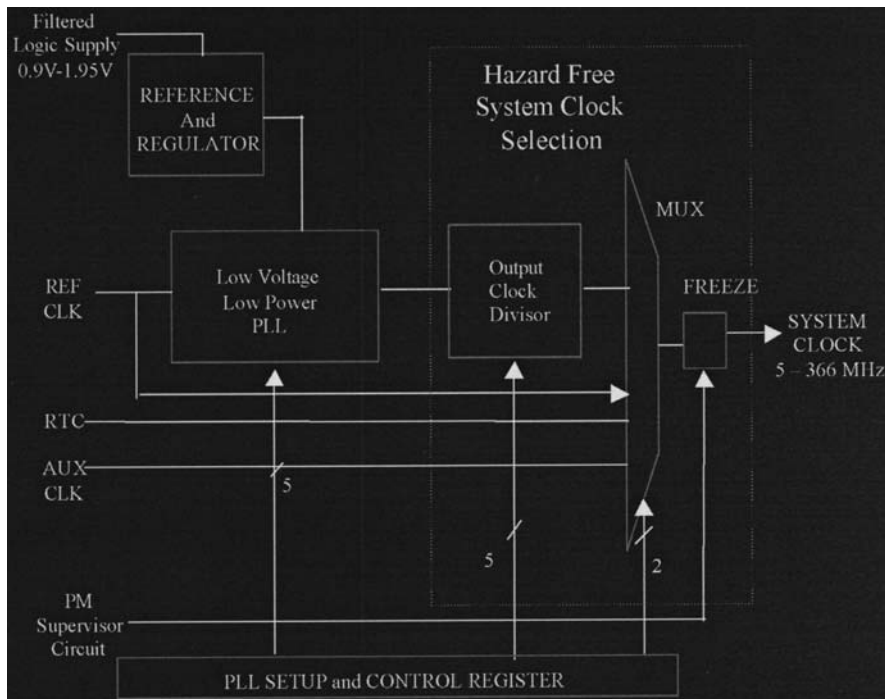 Filtered
Logic Supply
0.9V-1.95V
REFERENCE
And
REGULATOR
Hazard Free
System Clock
Selection
MUX
Low Voltage
Low Power
PLL
Output
Clock
Divisor
REF
CLK
FREEZE
SYSTEM
CLOCK
5 – 366 MHz
RTC
AUX
CLK
5
5
2
PM
Supervisor
Circuit
PLL SETUP and CONTROL REGISTER